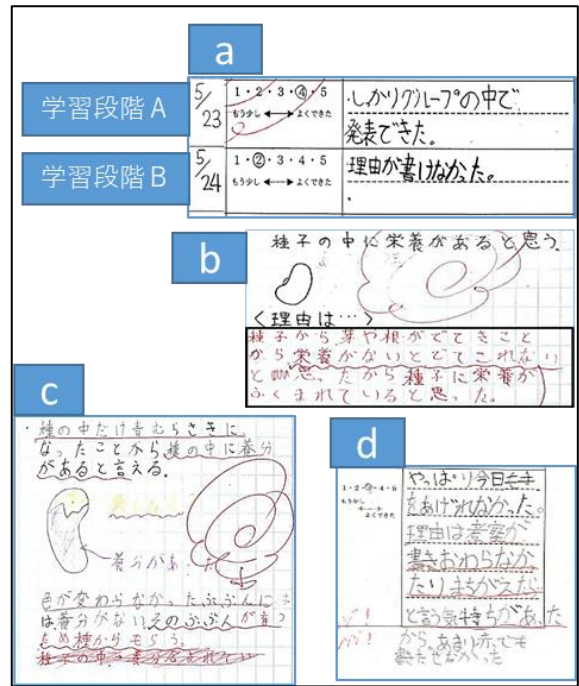 a
学習段階A
5/23
1・2・3・④・5
もう少し ←→ よくできた
・しっかりグループの中で
発表できた。
学習段階B
5/24
1・②・3・4・5
もう少し ←→ よくできた
理由が書けなかった。
b
種子の中に栄養があると思う。
<理由は…>
種子から芽や根がでてきこと
から栄養がないとでてこれない
と思。だから種子に栄養が
ふくまれていると思った。
c
・種の中だけ青むらさきに
なったことから種の中に養分
があると言える。
養分があ
色が変わらなかったぶぶんに
は養分がない。そのぶぶんが育つ
ため種からもらう。
d
1・2・③・4・5
もう少し
←→
よくできた
やっぱり今日も手
をあげれなかった。
理由は考察が
書きおわらなか
たりまちがえたら
と言う気持ちがあった
から、あまり赤でも
書たせなかった